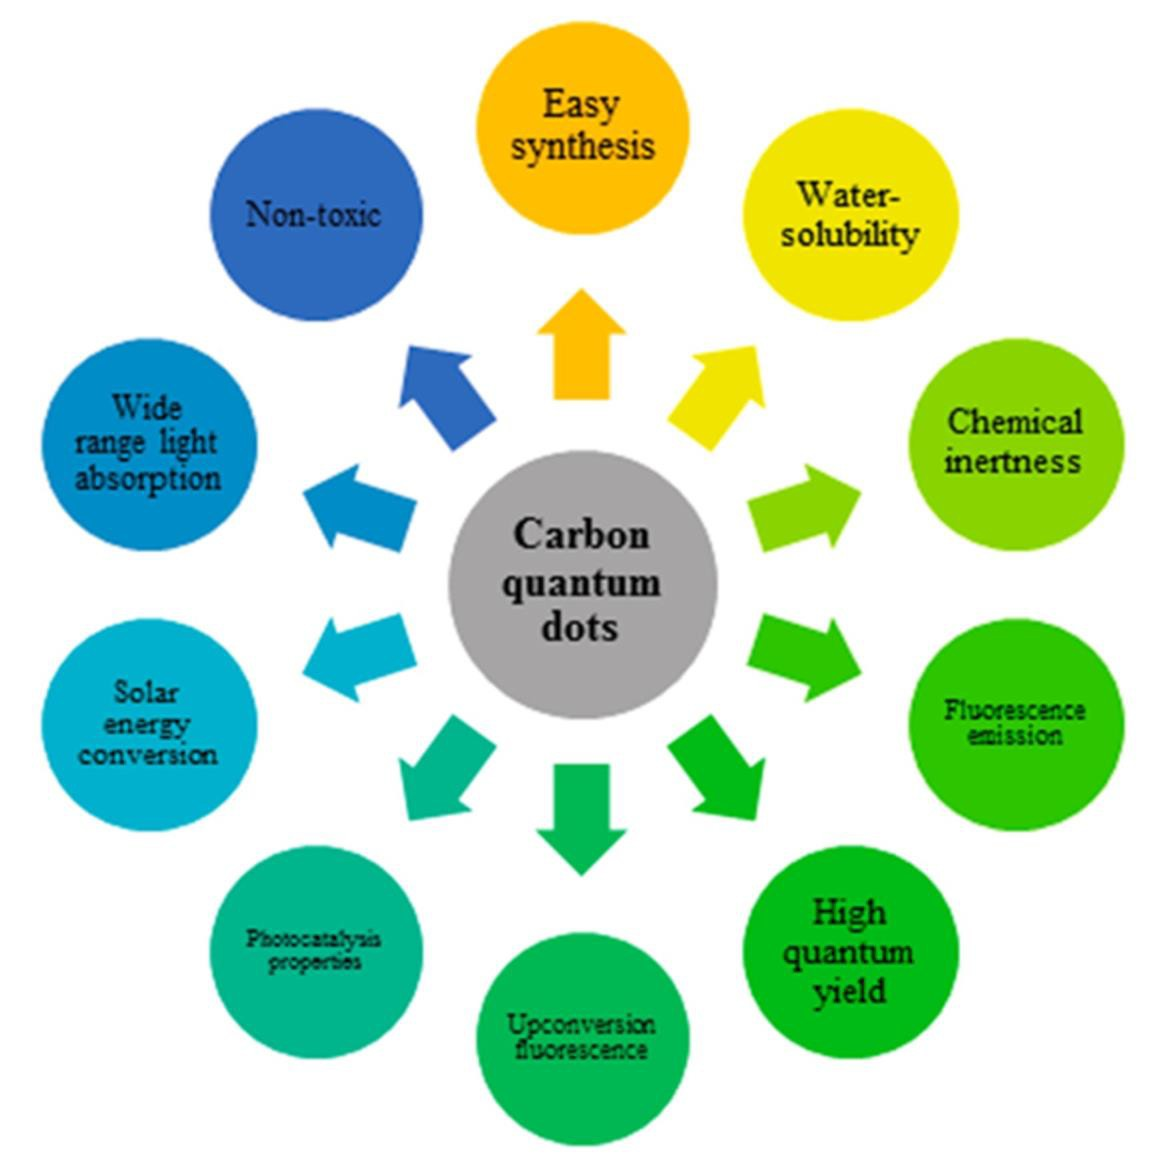 Easy
synthesis
Water-
solubility
Chemical
inertness
Fluorescence
emission
High
quantum
yield
Upconversion
fluorescence
Photocatalysis
properties
Solar
energy
conversion
Wide
range light
absorption
Non-toxic
Carbon
quantum
dots